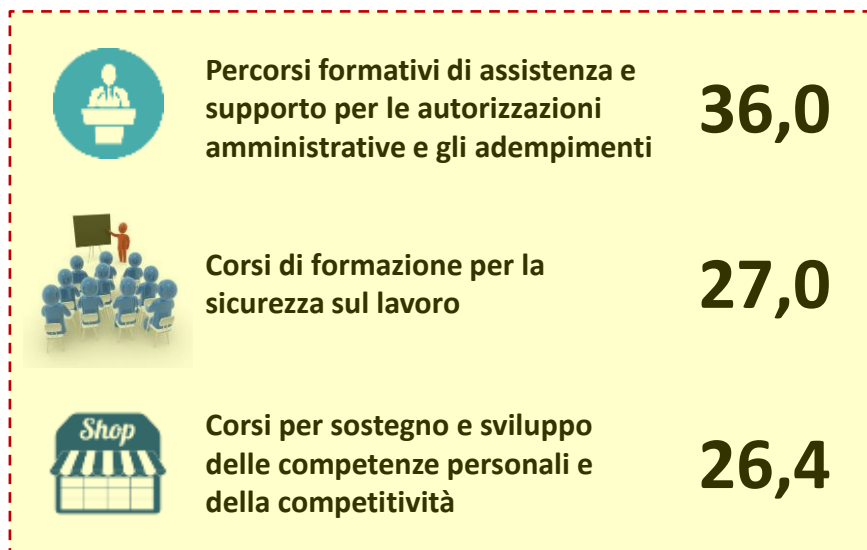 Percorsi formativi di assistenza e
supporto per le autorizzazioni
amministrative e gli adempimenti
36,0
Corsi di formazione per la
sicurezza sul lavoro
27,0
Shop
Corsi per sostegno e sviluppo
delle competenze personali e
della competitività
26,4